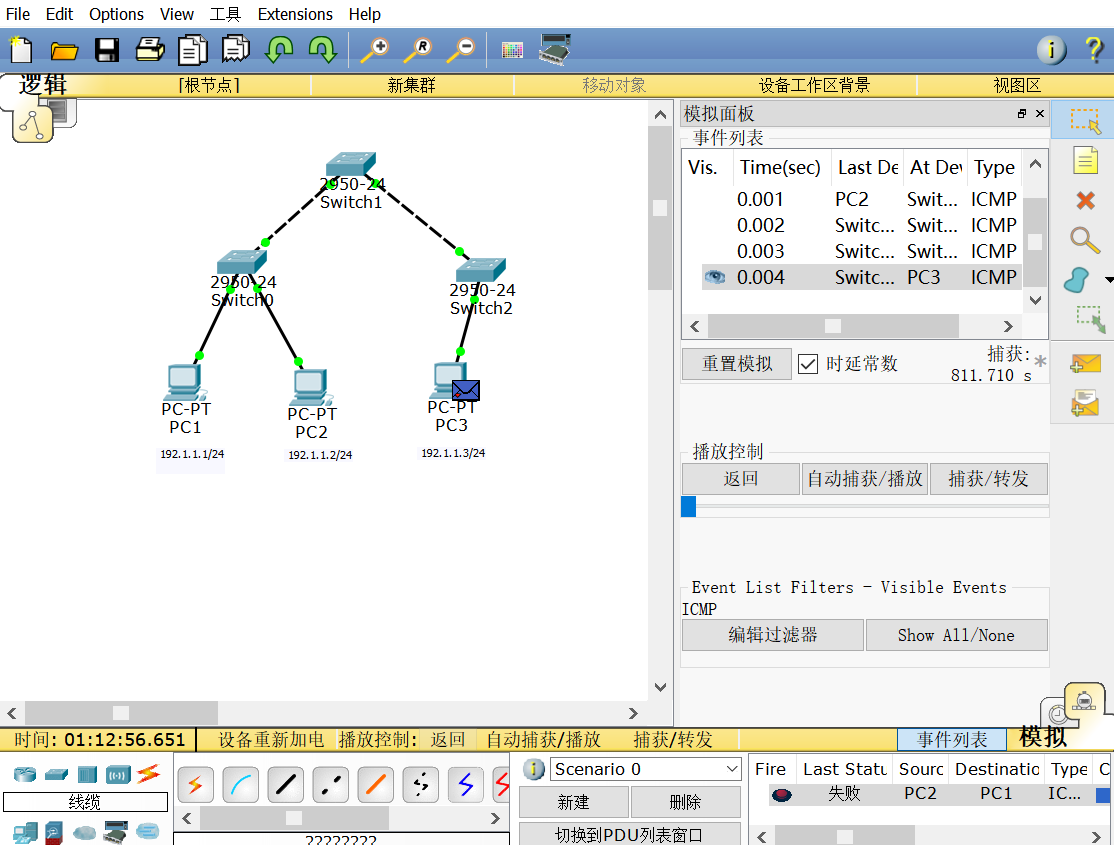 File Edit Options View 工具 Extensions Help
逻辑 [根节点] 新集群 移动对象 设备工作区背景 视图区
模拟面板
事件列表
Vis. Time(sec) Last De At Dev Type
0.001 PC2 Swit... ICMP
0.002 Switc... Swit... ICMP
0.003 Switc... Swit... ICMP
0.004 Switc... PC3 ICMP
重置模拟 时延常数 捕获:
811.710 s
播放控制
返回 自动捕获/播放 捕获/转发
Event List Filters - Visible Events
ICMP
编辑过滤器 Show All/None
2950-24
Switch1
2950-24
Switch0
2950-24
Switch2
PC-PT
PC1
192.1.1.1/24
PC-PT
PC2
192.1.1.2/24
PC-PT
PC3
192.1.1.3/24
时间: 01:12:56.651 设备重新加电 播放控制: 返回 自动捕获/播放 捕获/转发 事件列表 模拟
线缆
????????
Scenario 0
新建 删除
切换到PDU列表窗口
Fire Last Statu Sourc Destinatio Type C
失败 PC2 PC1 IC...